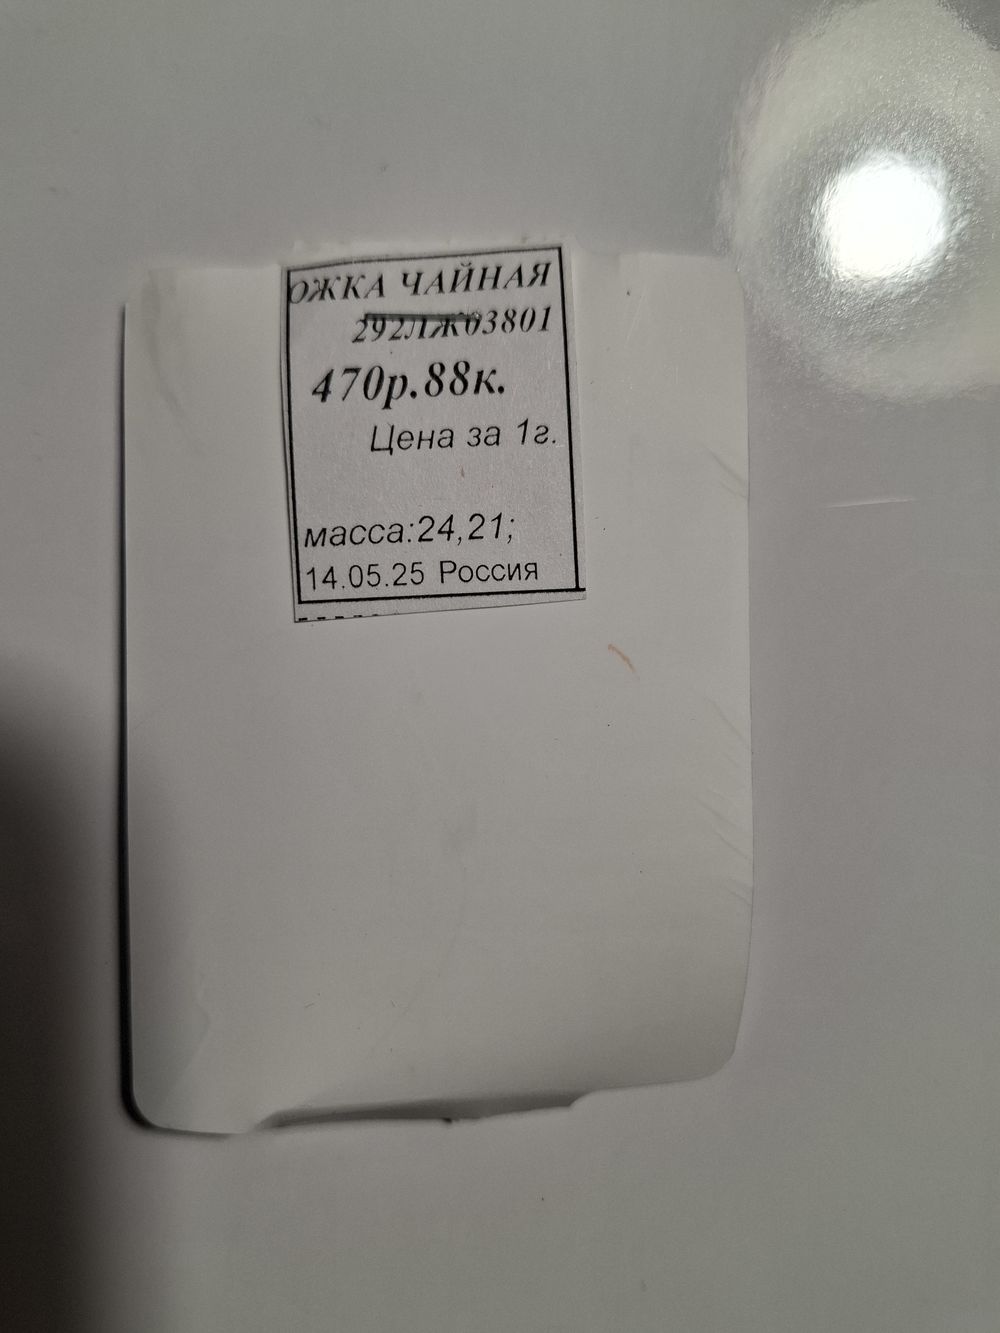 ОЖКА ЧАЙНАЯ
292ЛЖ03801
470р.88к.
Цена за 1г.
масса:24,21;
14.05.25 Россия